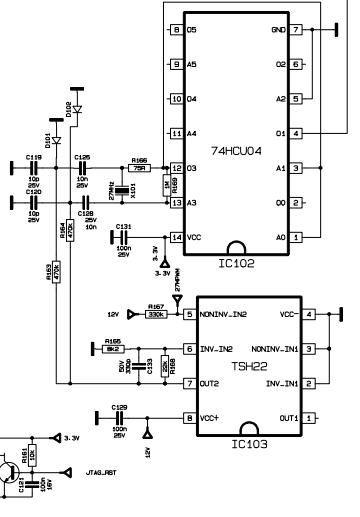 8 O5 GND 7
9 A5 O2 6
10 O4 A2 5
11 A4 O1 4
74HCU04
12 O3 A1 3
13 A3 O0 2
14 VCC A0 1
IC102
D102
D101
C119
10p
25V
C120
10p
25V
C125
10n
25V
C128
25V
10n
R166
75R
27MHz
X101
1M
R169
C131
100n
25V
3.3V
3.3V
R164
470k
R163
470k
27MPWM
12V
R167
330k
5 NONINV_IN2 VCC- 4
6 INV_IN2 NONINV_IN1 3
TSH22
7 OUT2 INV_IN1 2
8 VCC+ OUT1 1
IC103
R165
8k2
50V
330p
C133
22k
R168
C129
100n
25V
12V
3.3V
R161
10k
JTAG_RST
C121
100n
16V